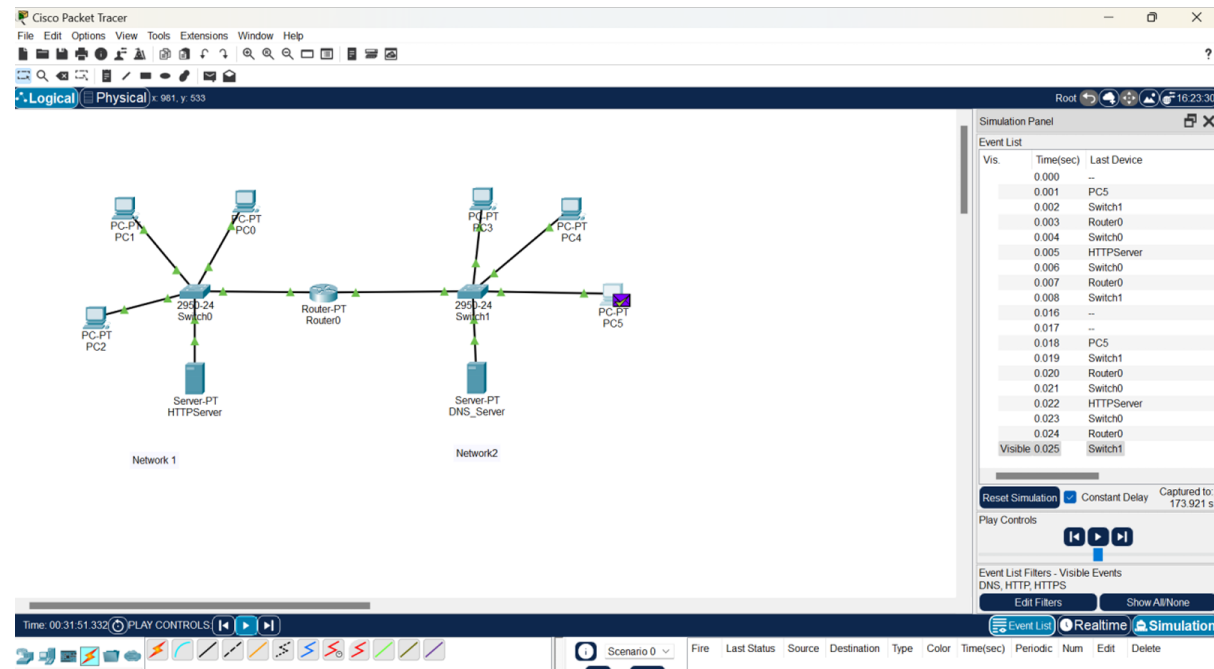 Cisco Packet Tracer
File Edit Options View Tools Extensions Window Help
?
Logical Physical x: 981, y: 533 Root 16:23:30
Simulation Panel
Event List
Vis. Time(sec) Last Device
0.000 --
0.001 PC5
0.002 Switch1
0.003 Router0
0.004 Switch0
0.005 HTTPServer
0.006 Switch0
0.007 Router0
0.008 Switch1
0.016 --
0.017 --
0.018 PC5
0.019 Switch1
0.020 Router0
0.021 Switch0
0.022 HTTPServer
0.023 Switch0
0.024 Router0
Visible 0.025 Switch1
PC-PT
PC1
PC-PT
PC0
PC-PT
PC3
PC-PT
PC4
2950-24
Switch0
Router-PT
Router0
2950-24
Switch1
PC-PT
PC5
PC-PT
PC2
Server-PT
HTTPServer
Server-PT
DNS_Server
Network 1
Network2
Reset Simulation Constant Delay Captured to:
173.921 s
Play Controls
Event List Filters - Visible Events
DNS, HTTP, HTTPS
Edit Filters Show All/None
Time: 00:31:51.332 PLAY CONTROLS: Event List Realtime Simulation
Scenario 0 Fire Last Status Source Destination Type Color Time(sec) Periodic Num Edit Delete